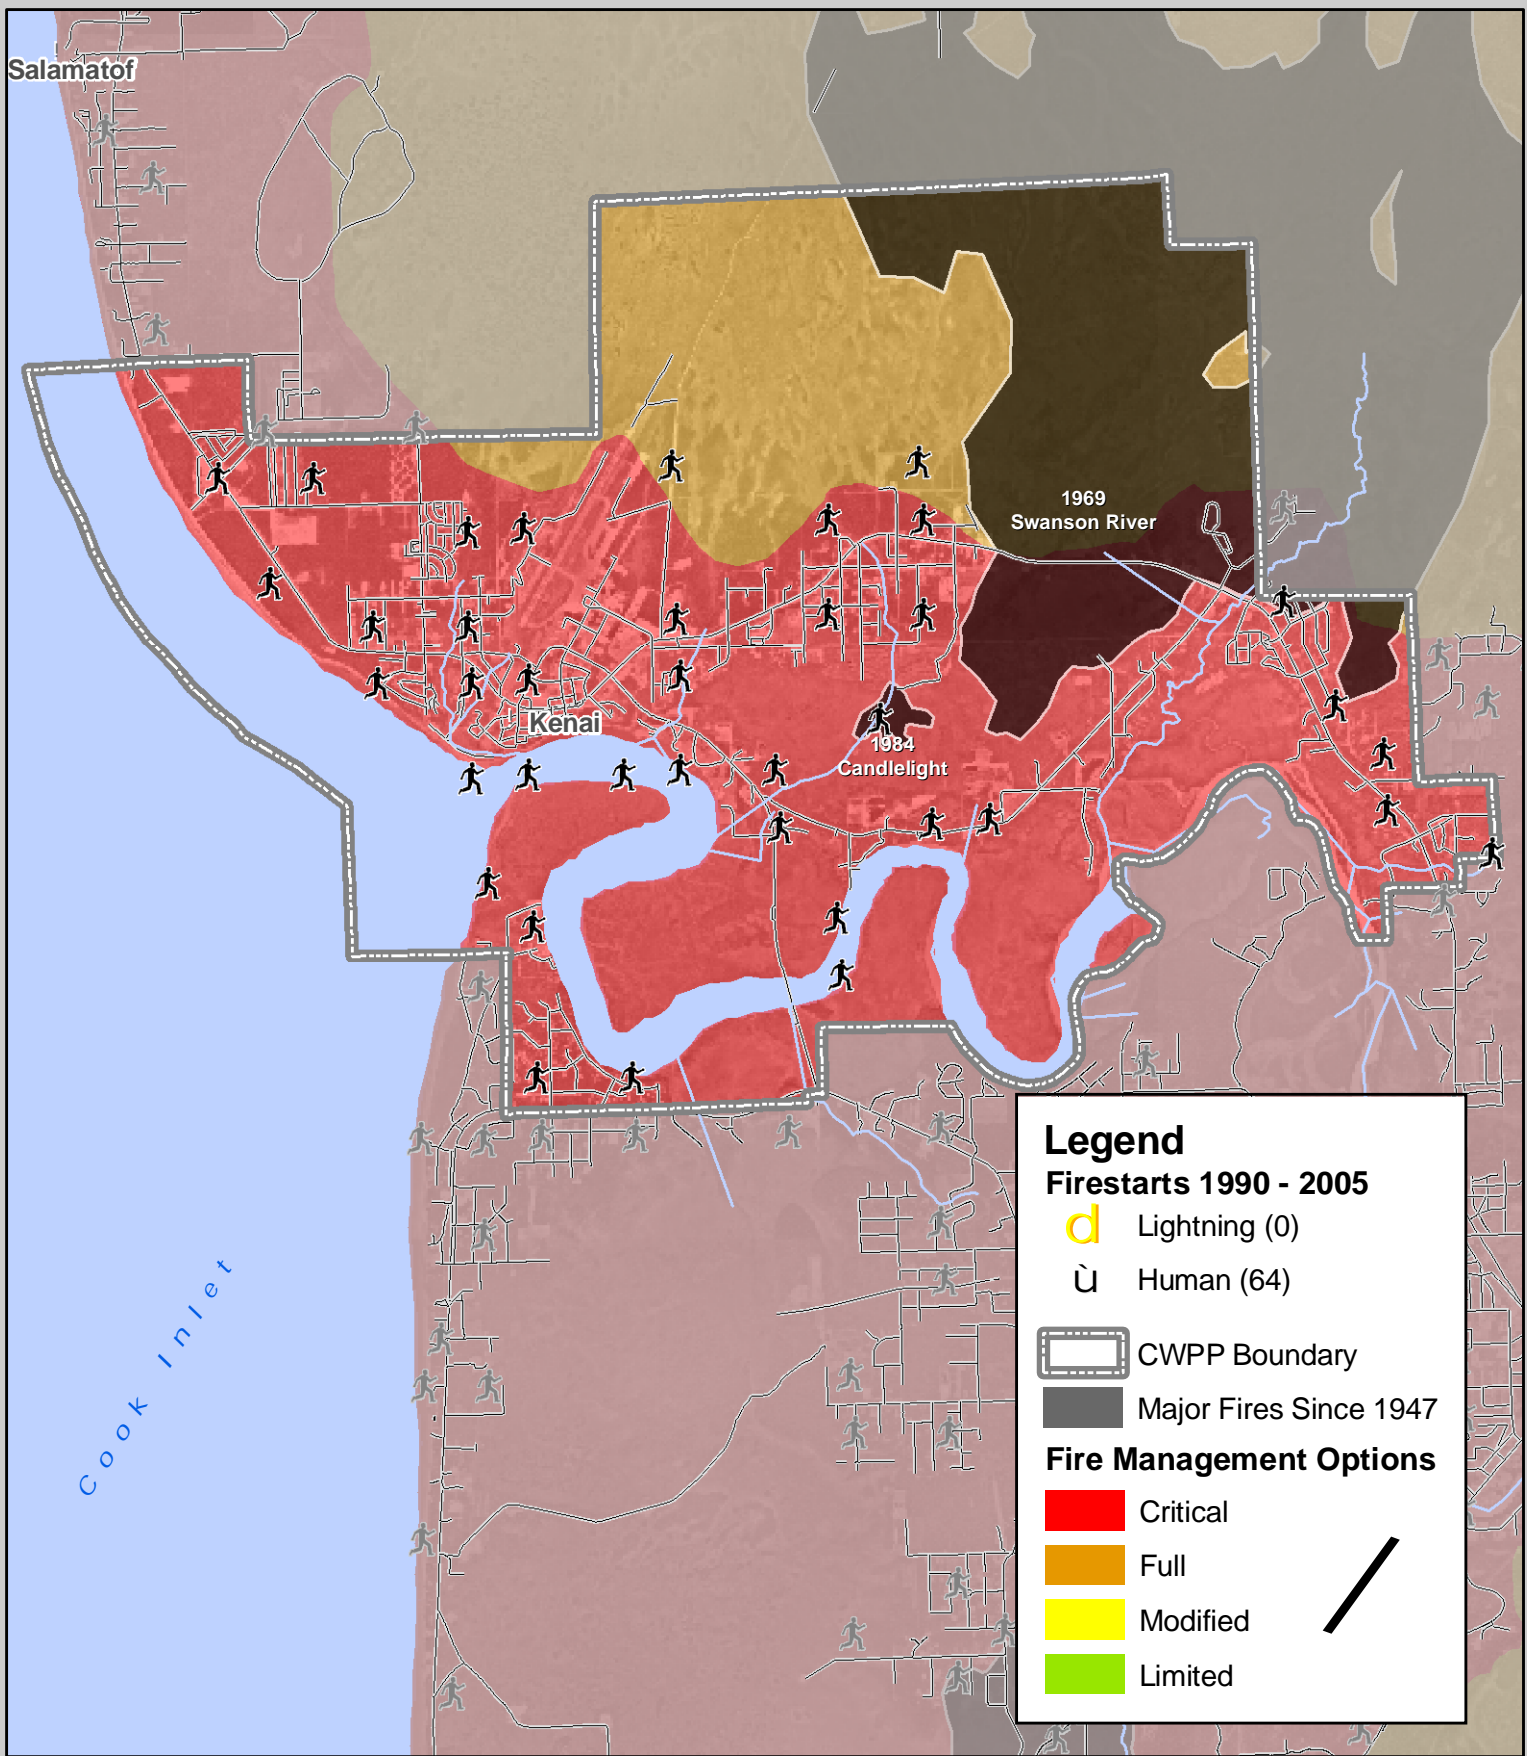 Salamatof
1969
Swanson River
Kenai
1984
Candlelight
Cook Inlet
Legend
Firestarts 1990 - 2005
d Lightning (0)
ù Human (64)
CWPP Boundary
Major Fires Since 1947
Fire Management Options
Critical
Full
Modified
Limited